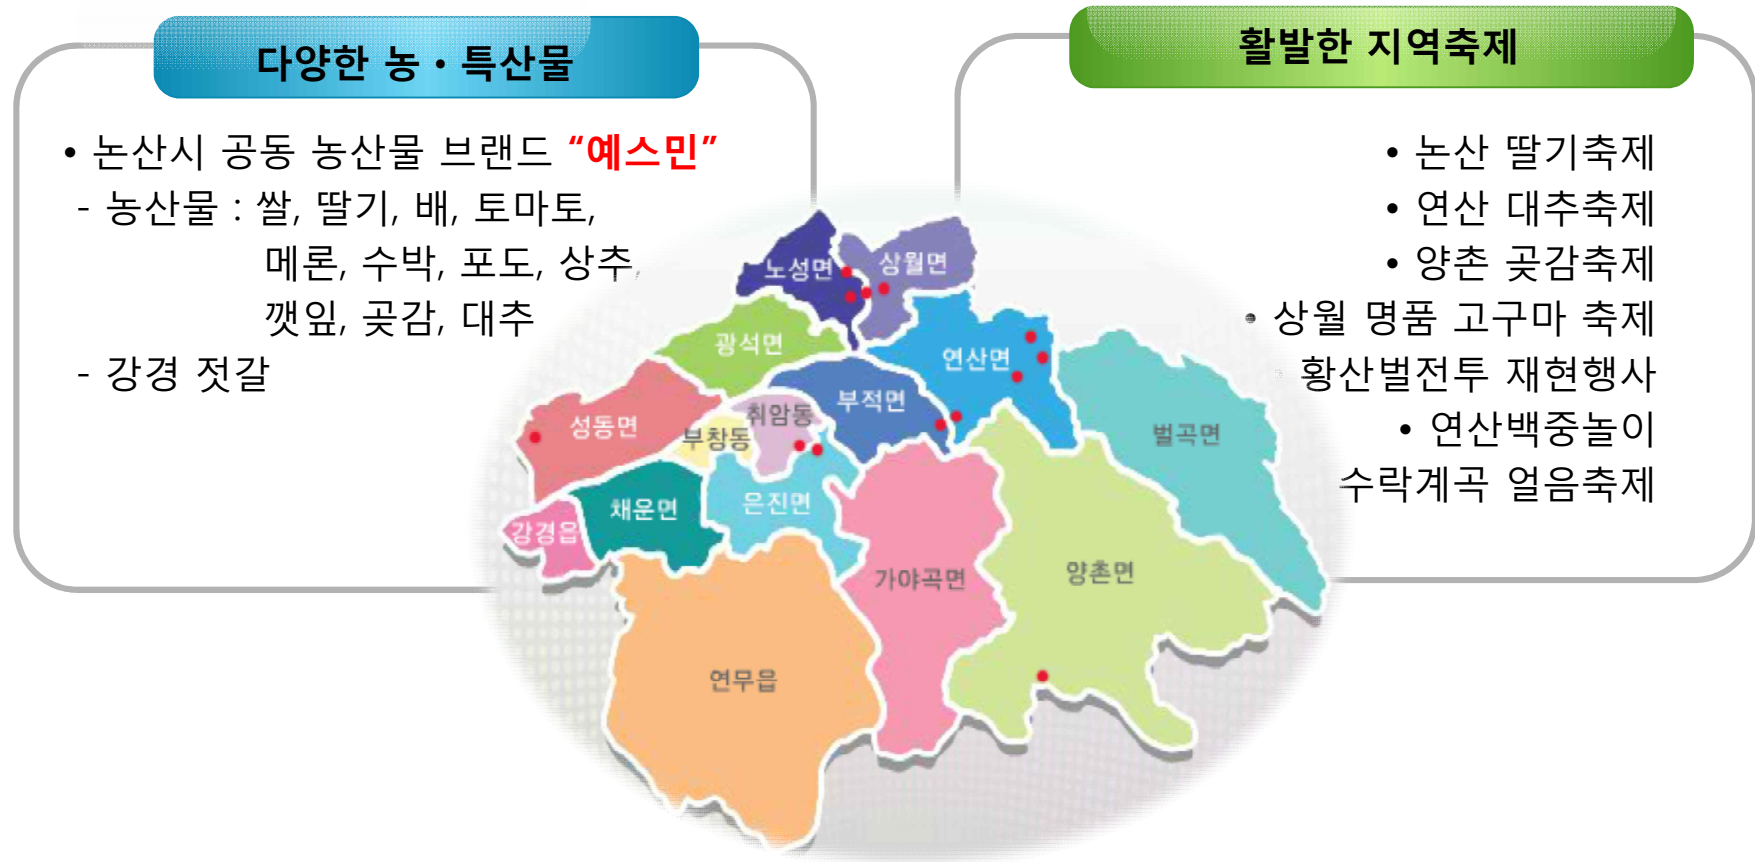 다양한 농 • 특산물
• 논산시 공동 농산물 브랜드 “예스민”
- 농산물 : 쌀, 딸기, 배, 토마토,
메론, 수박, 포도, 상추,
깻잎, 곶감, 대추
- 강경 젓갈
활발한 지역축제
• 논산 딸기축제
• 연산 대추축제
• 양촌 곶감축제
• 상월 명품 고구마 축제
황산벌전투 재현행사
• 연산백중놀이
수락계곡 얼음축제
노성면
상월면
광석면
연산면
부적면
취암동
성동면
부창동
벌곡면
채운면
은진면
강경읍
가야곡면
양촌면
연무읍